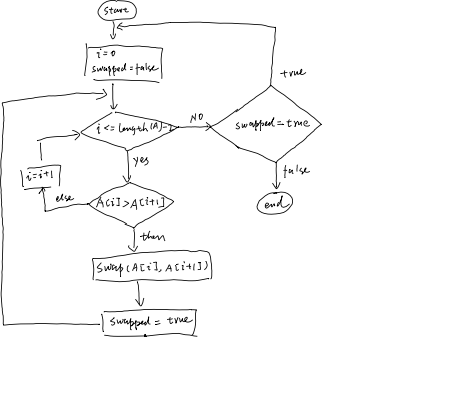 start
i=0
swapped=false
i <= length(A)-1
NO
yes
swapped=true
true
false
end
i=i+1
else
A[i]>A[i+1]
then
Swap(A[i], A[i+1])
swapped = true